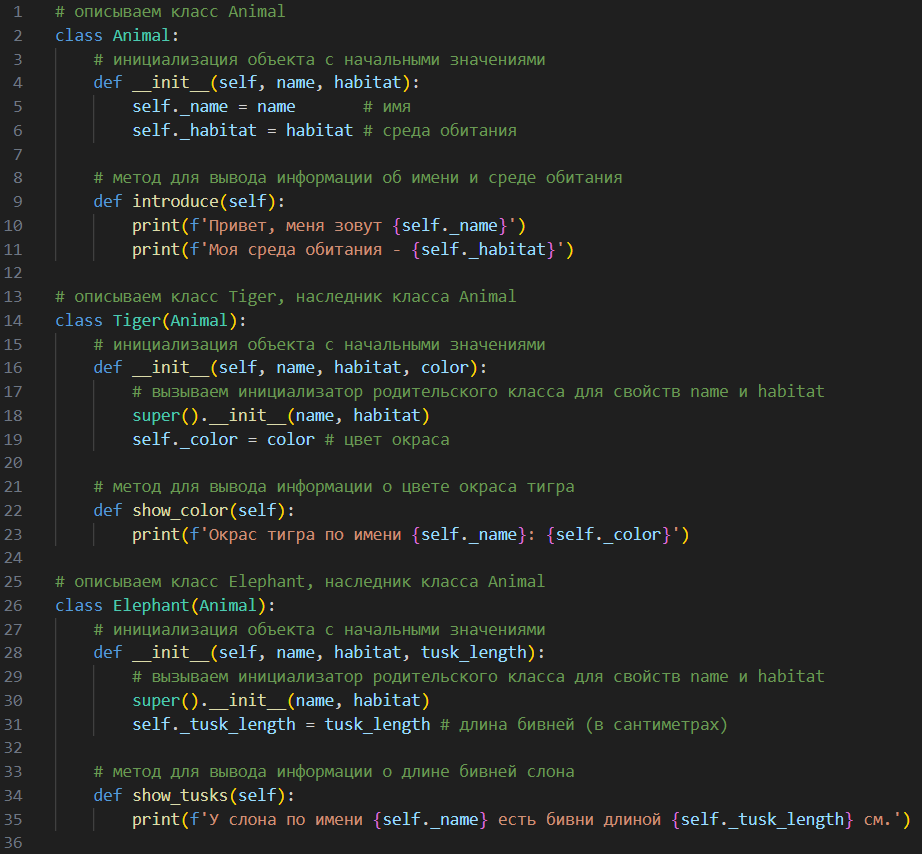 1 # описываем класс Animal
2 class Animal:
3     # инициализация объекта с начальными значениями
4     def __init__(self, name, habitat):
5         self._name = name       # имя
6         self._habitat = habitat # среда обитания
7
8     # метод для вывода информации об имени и среде обитания
9     def introduce(self):
10         print(f'Привет, меня зовут {self._name}')
11         print(f'Моя среда обитания - {self._habitat}')
12
13 # описываем класс Tiger, наследник класса Animal
14 class Tiger(Animal):
15     # инициализация объекта с начальными значениями
16     def __init__(self, name, habitat, color):
17         # вызываем инициализатор родительского класса для свойств name и habitat
18         super().__init__(name, habitat)
19         self._color = color # цвет окраса
20
21     # метод для вывода информации о цвете окраса тигра
22     def show_color(self):
23         print(f'Окрас тигра по имени {self._name}: {self._color}')
24
25 # описываем класс Elephant, наследник класса Animal
26 class Elephant(Animal):
27     # инициализация объекта с начальными значениями
28     def __init__(self, name, habitat, tusk_length):
29         # вызываем инициализатор родительского класса для свойств name и habitat
30         super().__init__(name, habitat)
31         self._tusk_length = tusk_length # длина бивней (в сантиметрах)
32
33     # метод для вывода информации о длине бивней слона
34     def show_tusks(self):
35         print(f'У слона по имени {self._name} есть бивни длиной {self._tusk_length} см.')
36